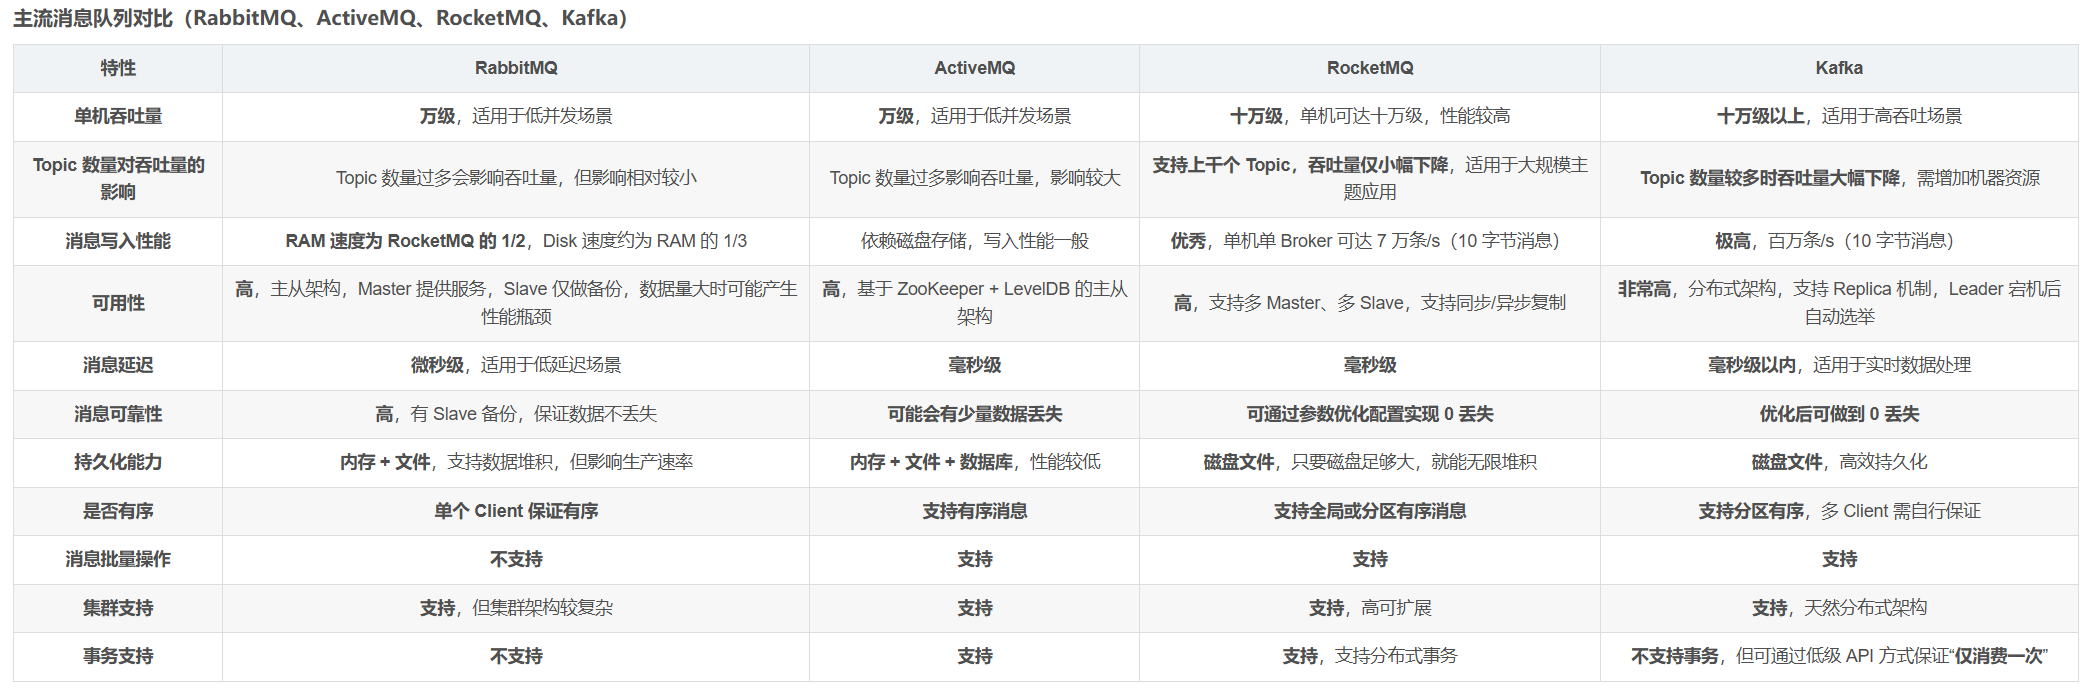 主流消息队列对比（RabbitMQ、ActiveMQ、RocketMQ、Kafka）
特性 RabbitMQ ActiveMQ RocketMQ Kafka
单机吞吐量 万级，适用于低并发场景 万级，适用于低并发场景 十万级，单机可达十万级，性能较高 十万级以上，适用于高吞吐场景
Topic 数量对吞吐量的
影响
Topic 数量过多会影响吞吐量，但影响相对较小
Topic 数量过多影响吞吐量，影响较大
支持上千个 Topic，吞吐量仅小幅下降，适用于大规模主
题应用
Topic 数量较多时吞吐量大幅下降，需增加机器资源
消息写入性能 RAM 速度为 RocketMQ 的 1/2，Disk 速度约为 RAM 的 1/3 依赖磁盘存储，写入性能一般 优秀，单机单 Broker 可达 7 万条/s（10 字节消息） 极高，百万条/s（10 字节消息）
可用性
高，主从架构，Master 提供服务，Slave 仅做备份，数据量大时可能产生
性能瓶颈
高，基于 ZooKeeper + LevelDB 的主从
架构
高，支持多 Master、多 Slave，支持同步/异步复制
非常高，分布式架构，支持 Replica 机制，Leader 宕机后
自动选举
消息延迟 微秒级，适用于低延迟场景 毫秒级 毫秒级 毫秒级以内，适用于实时数据处理
消息可靠性 高，有 Slave 备份，保证数据不丢失 可能会有少量数据丢失 可通过参数优化配置实现 0 丢失 优化后可做到 0 丢失
持久化能力 内存 + 文件，支持数据堆积，但影响生产速率 内存 + 文件 + 数据库，性能较低 磁盘文件，只要磁盘足够大，就能无限堆积 磁盘文件，高效持久化
是否有序 单个 Client 保证有序 支持有序消息 支持全局或分区有序消息 支持分区有序，多 Client 需自行保证
消息批量操作 不支持 支持 支持 支持
集群支持 支持，但集群架构较复杂 支持 支持，高可扩展 支持，天然分布式架构
事务支持 不支持 支持 支持，支持分布式事务 不支持事务，但可通过低级 API 方式保证“仅消费一次”